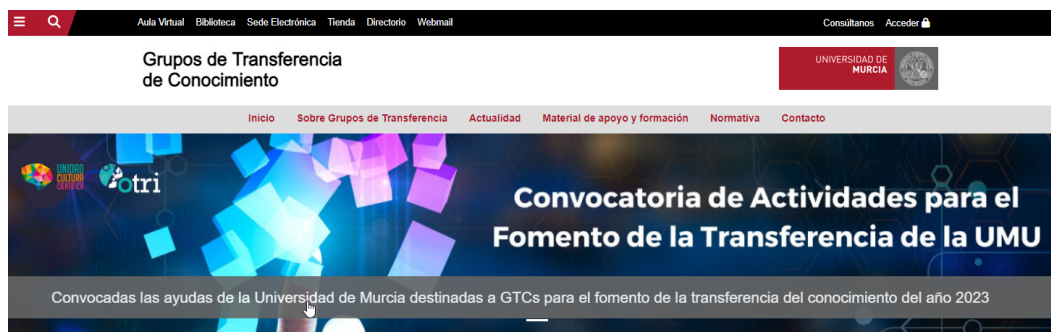 Aula Virtual Biblioteca Sede Electrónica Tienda Directorio Webmail Consúltanos Acceder
Grupos de Transferencia
de Conocimiento
UNIVERSIDAD DE
MURCIA
Inicio Sobre Grupos de Transferencia Actualidad Material de apoyo y formación Normativa Contacto
UNIDAD
CULTURA
CIENTÍFICA
otri
Convocatoria de Actividades para el
Fomento de la Transferencia de la UMU
Convocadas las ayudas de la Universidad de Murcia destinadas a GTCs para el fomento de la transferencia del conocimiento del año 2023